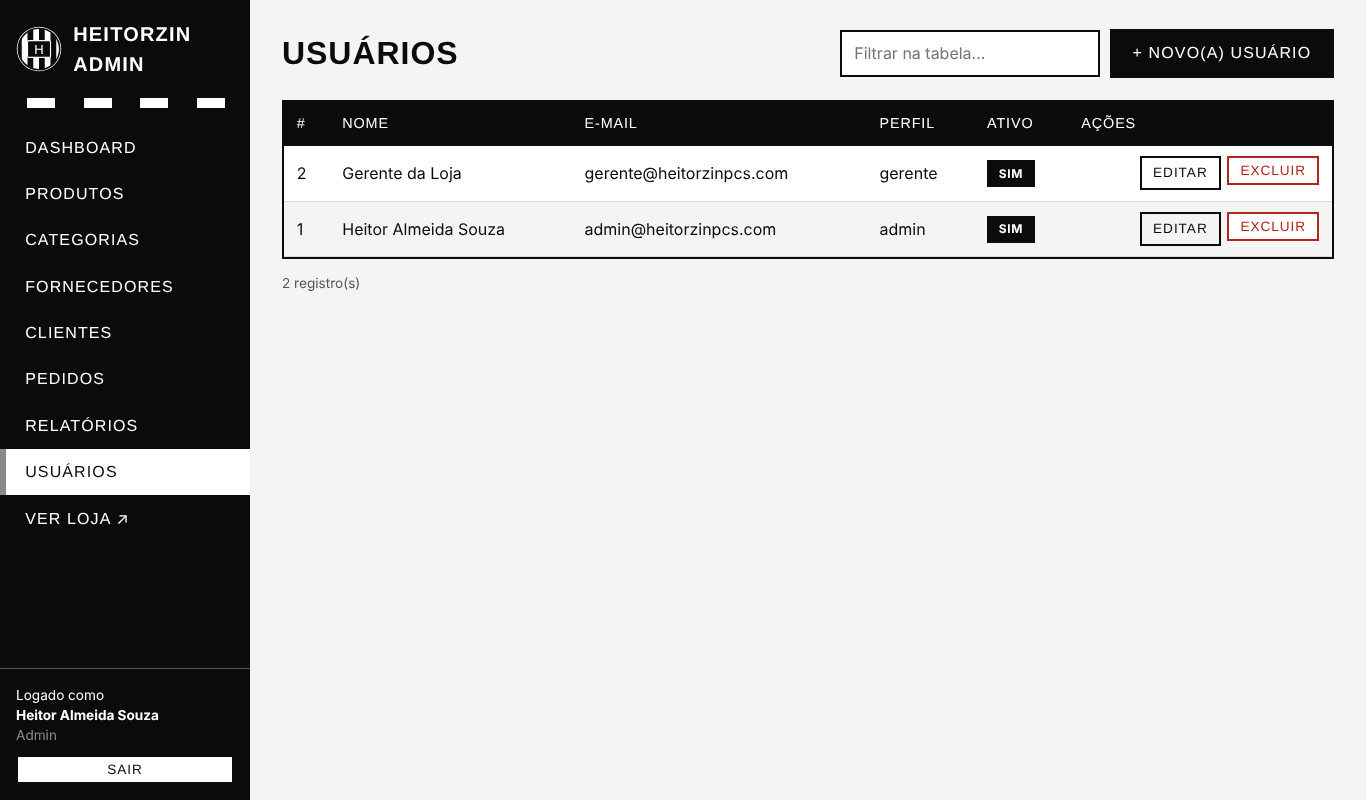 H
HEITORZIN
ADMIN
DASHBOARD
PRODUTOS
CATEGORIAS
FORNECEDORES
CLIENTES
PEDIDOS
RELATÓRIOS
USUÁRIOS
VER LOJA ↗
Logado como
Heitor Almeida Souza
Admin
SAIR
USUÁRIOS
Filtrar na tabela...
+ NOVO(A) USUÁRIO
# NOME E-MAIL PERFIL ATIVO AÇÕES
2 Gerente da Loja gerente@heitorzinpcs.com gerente SIM EDITAR EXCLUIR
1 Heitor Almeida Souza admin@heitorzinpcs.com admin SIM EDITAR EXCLUIR
2 registro(s)